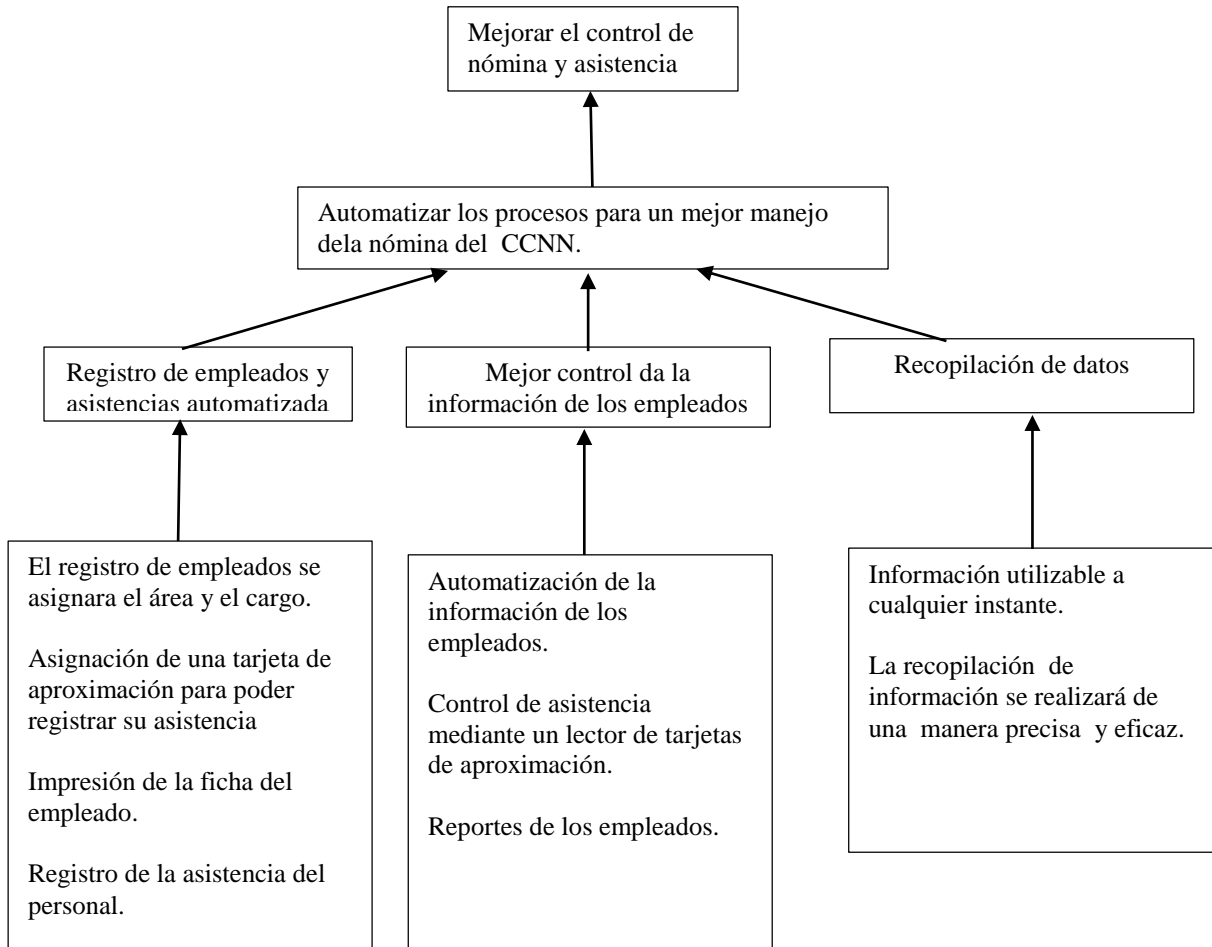 Mejorar el control de
nómina y asistencia
Automatizar los procesos para un mejor manejo
dela nómina del CCNN.
Registro de empleados y
asistencias automatizada
Mejor control da la
información de los empleados
Recopilación de datos
El registro de empleados se
asignara el área y el cargo.
Asignación de una tarjeta de
aproximación para poder
registrar su asistencia
Impresión de la ficha del
empleado.
Registro de la asistencia del
personal.
Automatización de la
información de los
empleados.
Control de asistencia
mediante un lector de tarjetas
de aproximación.
Reportes de los empleados.
Información utilizable a
cualquier instante.
La recopilación de
información se realizará de
una manera precisa y eficaz.